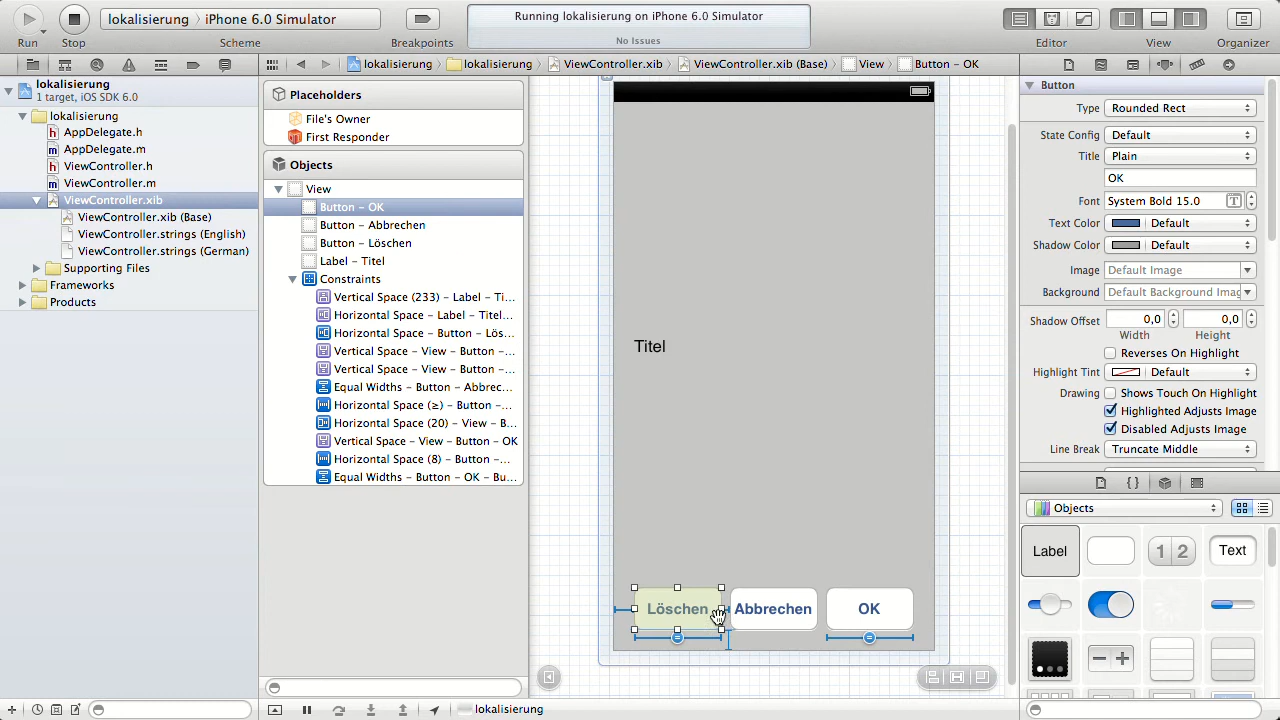 lokalisierung
iPhone 6.0 Simulator
Running lokalisierung on iPhone 6.0 Simulator
No Issues
Run
Stop
Scheme
Breakpoints
Editor
View
Organizer
lokalisierung
lokalisierung
ViewController.xib
ViewController.xib (Base)
View
Button - OK
lokalisierung
1 target, iOS SDK 6.0
lokalisierung
AppDelegate.h
AppDelegate.m
ViewController.h
ViewController.m
ViewController.xib
ViewController.xib (Base)
ViewController.strings (English)
ViewController.strings (German)
Supporting Files
Frameworks
Products
Placeholders
File's Owner
First Responder
Objects
View
Button - OK
Button - Abbrechen
Button - Löschen
Label - Titel
Constraints
Vertical Space (233) - Label - Ti...
Horizontal Space - Label - Titel...
Horizontal Space - Button - Lös...
Vertical Space - View - Button -...
Vertical Space - View - Button -...
Equal Widths - Button - Abbrec...
Horizontal Space (≥) - Button -...
Horizontal Space (20) - View - B...
Vertical Space - View - Button - OK
Horizontal Space (8) - Button -...
Equal Widths - Button - OK - Bu...
Titel
Löschen
Abbrechen
OK
Button
Type
Rounded Rect
State Config
Default
Title
Plain
OK
Font
System Bold 15.0
Text Color
Default
Shadow Color
Default
Image
Default Image
Background
Default Background Imag
Shadow Offset
0,0
0,0
Width
Height
Reverses On Highlight
Highlight Tint
Default
Drawing
Shows Touch On Highlight
Highlighted Adjusts Image
Disabled Adjusts Image
Line Break
Truncate Middle
Objects
Label
1 2
Text
lokalisierung